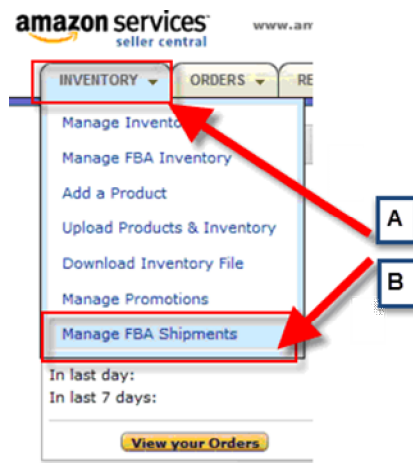 amazon services
seller central
www.am
INVENTORY
ORDERS
RE
Manage Invento
Manage FBA Inventory
Add a Product
Upload Products & Inventory
Download Inventory File
Manage Promotions
Manage FBA Shipments
A
B
In last day:
In last 7 days:
View your Orders